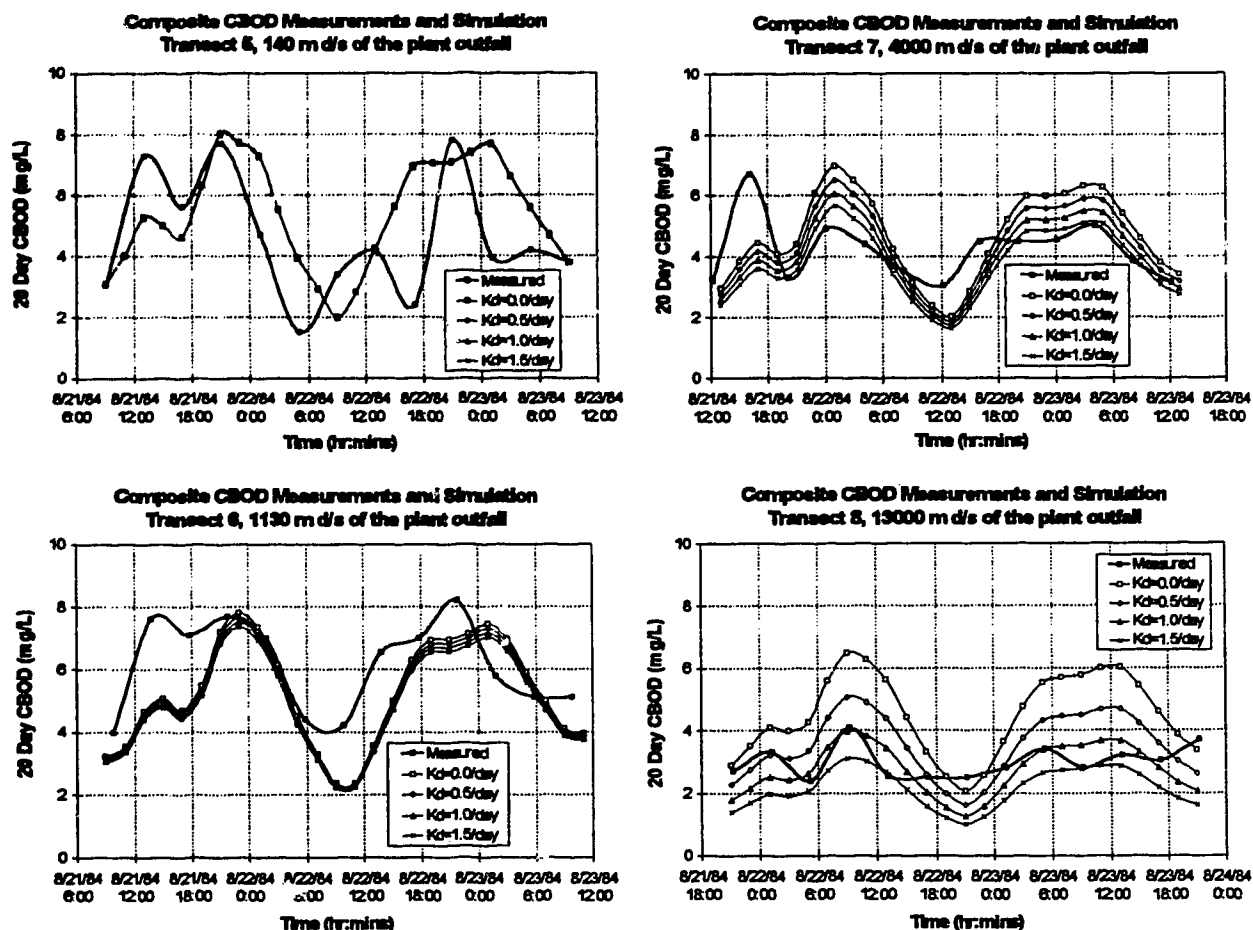 Composite CBOD Measurements and Simulation
Transect 5, 140 m d/s of the plant outfall
20 Day CBOD (mg/L)
10
8
6
4
2
0
Measured
Kd=0.0/day
Kd=0.5/day
Kd=1.0/day
Kd=1.5/day
8/21/84 8/21/84 8/21/84 8/22/84 8/22/84 8/22/84 8/22/84 8/23/84 8/23/84 8/23/84
6:00 12:00 18:00 0:00 6:00 12:00 18:00 0:00 6:00 12:00
Time (hr:mins)
Composite CBOD Measurements and Simulation
Transect 7, 4000 m d/s of the plant outfall
20 Day CBOD (mg/L)
10
8
6
4
2
0
Measured
Kd=0.0/day
Kd=0.5/day
Kd=1.0/day
Kd=1.5/day
8/21/84 8/21/84 8/22/84 8/22/84 8/22/84 8/22/84 8/23/84 8/23/84 8/23/84 8/23/84
12:00 18:00 0:00 6:00 12:00 18:00 0:00 6:00 12:00 18:00
Time (hr:mins)
Composite CBOD Measurements and Simulation
Transect 6, 1130 m d/s of the plant outfall
20 Day CBOD (mg/L)
10
8
6
4
2
0
Measured
Kd=0.0/day
Kd=0.5/day
Kd=1.0/day
Kd=1.5/day
8/21/84 8/21/84 8/21/84 8/22/84 8/22/84 8/22/84 8/22/84 8/23/84 8/23/84 8/23/84
6:00 12:00 18:00 0:00 6:00 12:00 18:00 0:00 6:00 12:00
Time (hr:mins)
Composite CBOD Measurements and Simulation
Transect 8, 13000 m d/s of the plant outfall
20 Day CBOD (mg/L)
10
8
6
4
2
0
Measured
Kd=0.0/day
Kd=0.5/day
Kd=1.0/day
Kd=1.5/day
8/21/84 8/22/84 8/22/84 8/22/84 8/22/84 8/23/84 8/23/84 8/23/84 8/23/84 8/24/84
18:00 0:00 6:00 12:00 18:00 0:00 6:00 12:00 18:00 0:00
Time (hr:mins)